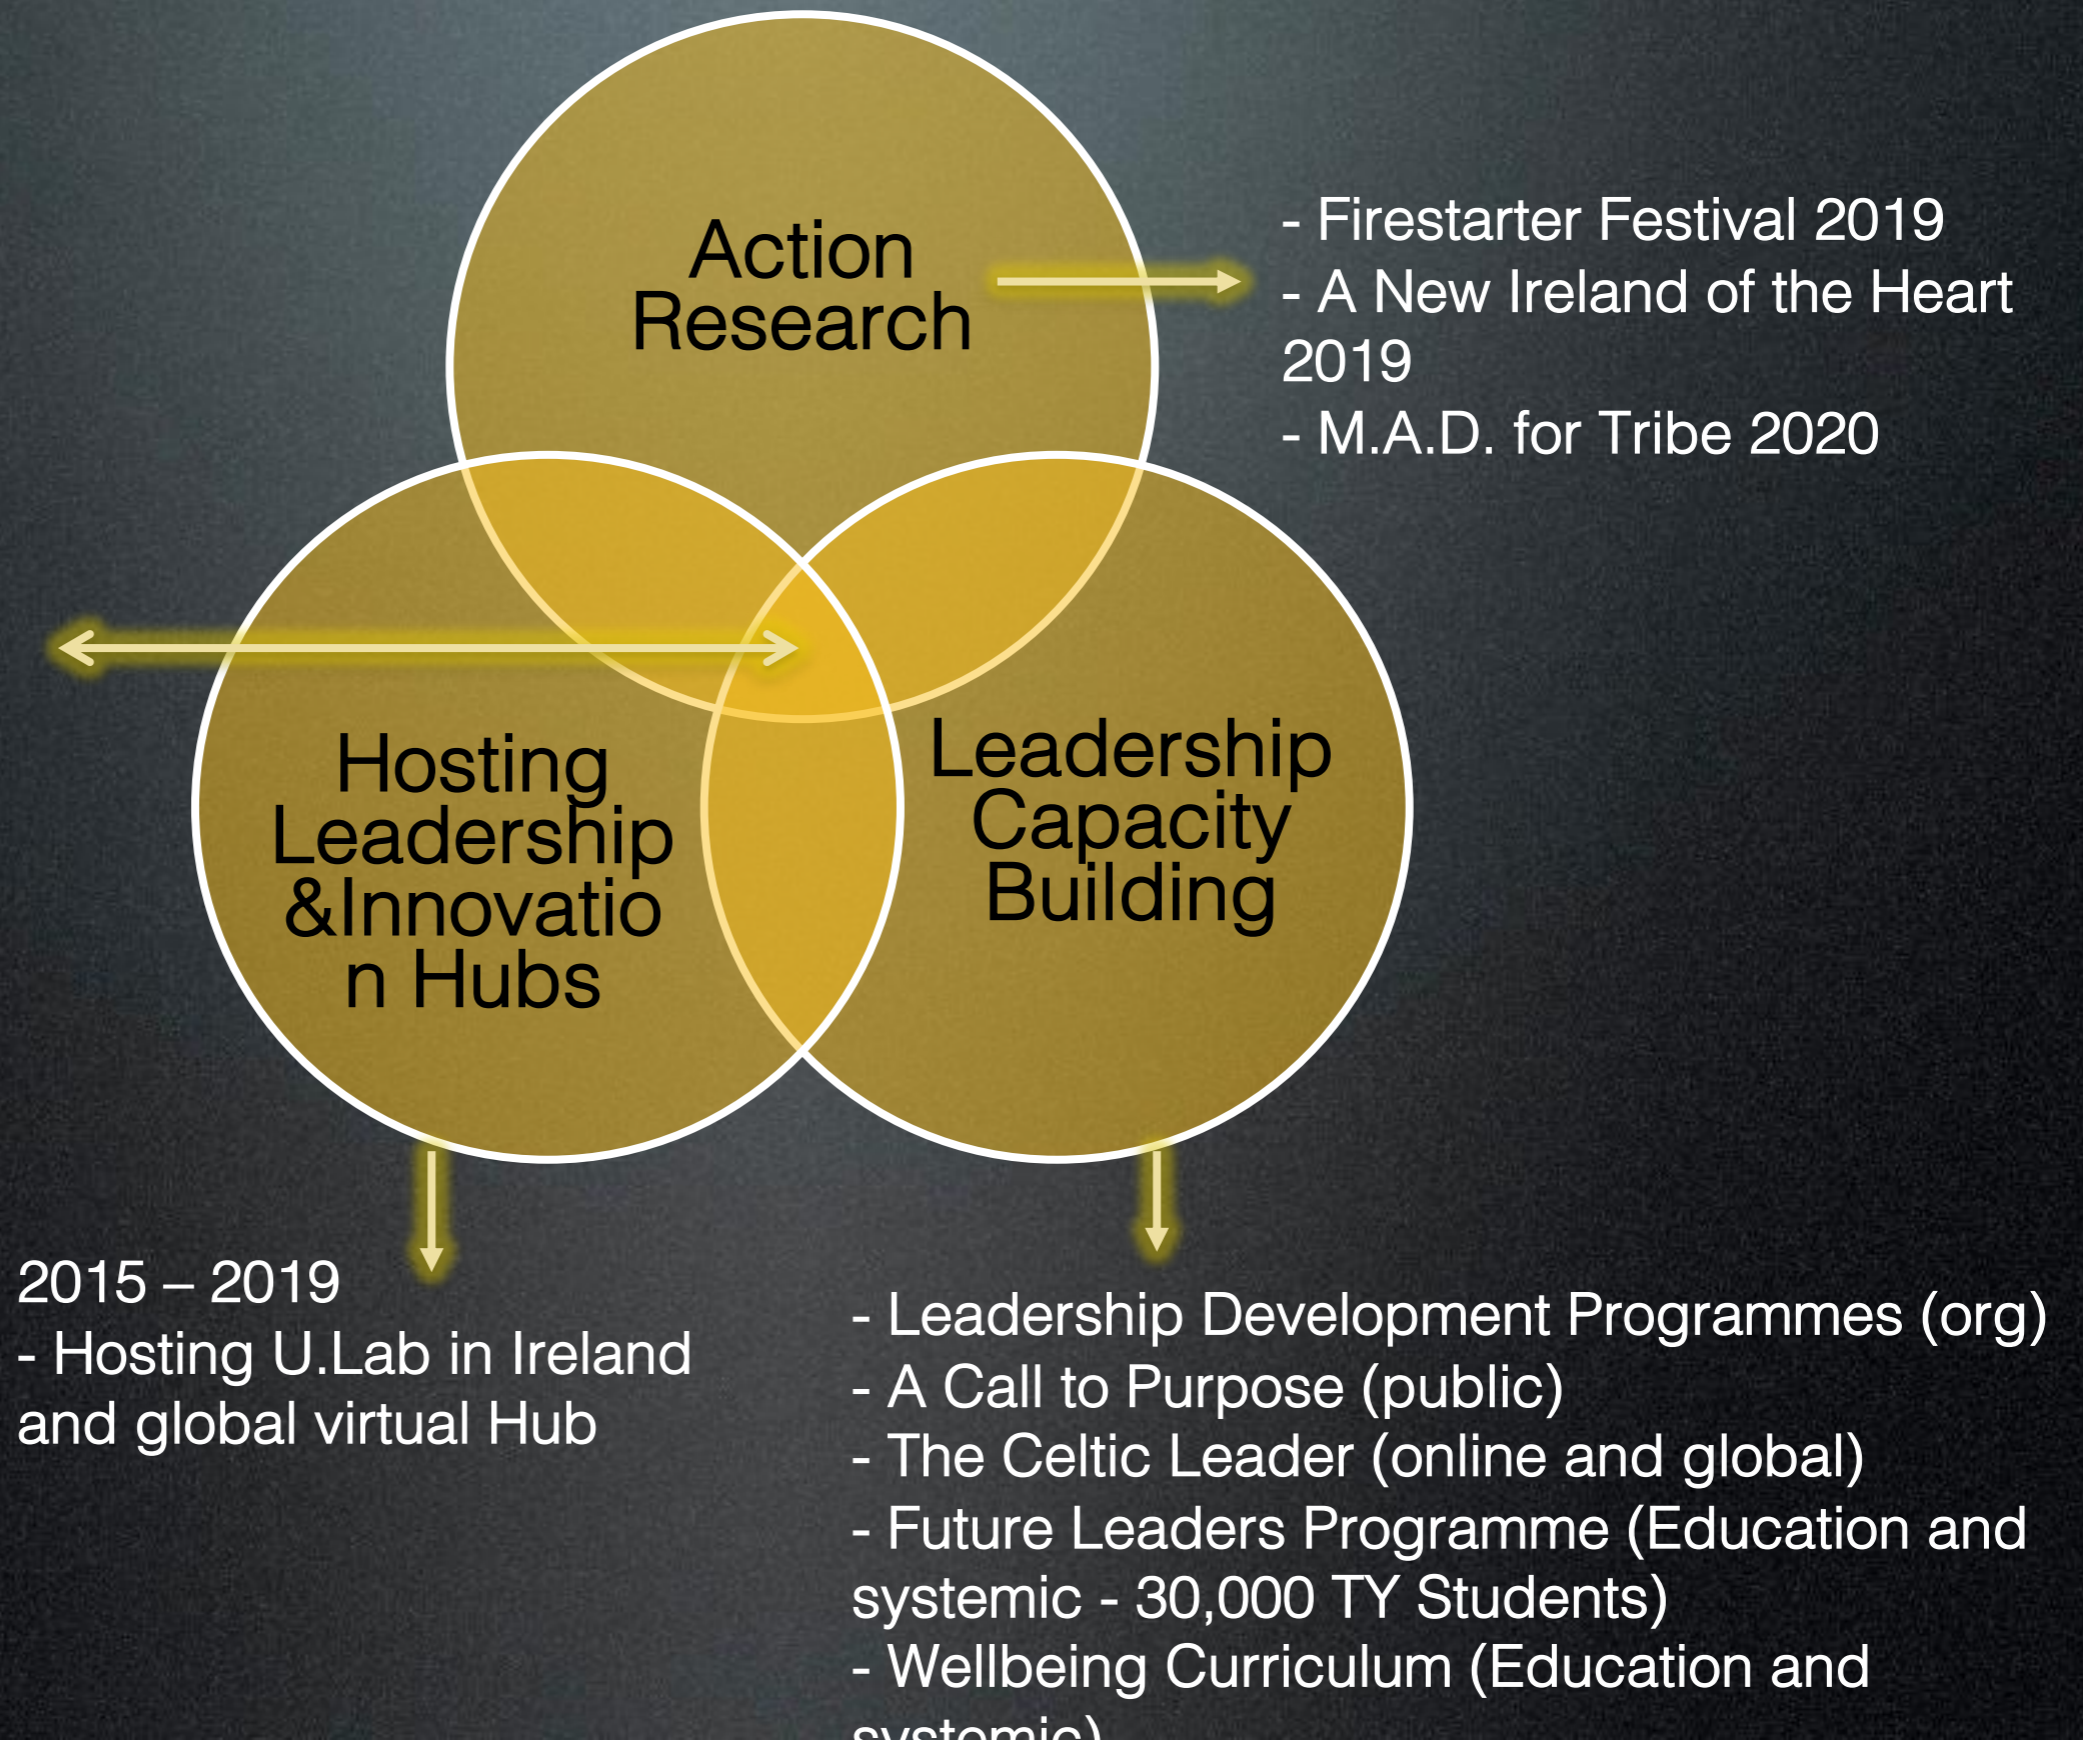 Action
Research
- Firestarter Festival 2019
- A New Ireland of the Heart
2019
- M.A.D. for Tribe 2020
Hosting
Leadership
&Innovatio
n Hubs
Leadership
Capacity
Building
2015 – 2019
- Hosting U.Lab in Ireland
and global virtual Hub
- Leadership Development Programmes (org)
- A Call to Purpose (public)
- The Celtic Leader (online and global)
- Future Leaders Programme (Education and
systemic - 30,000 TY Students)
- Wellbeing Curriculum (Education and
systemic)